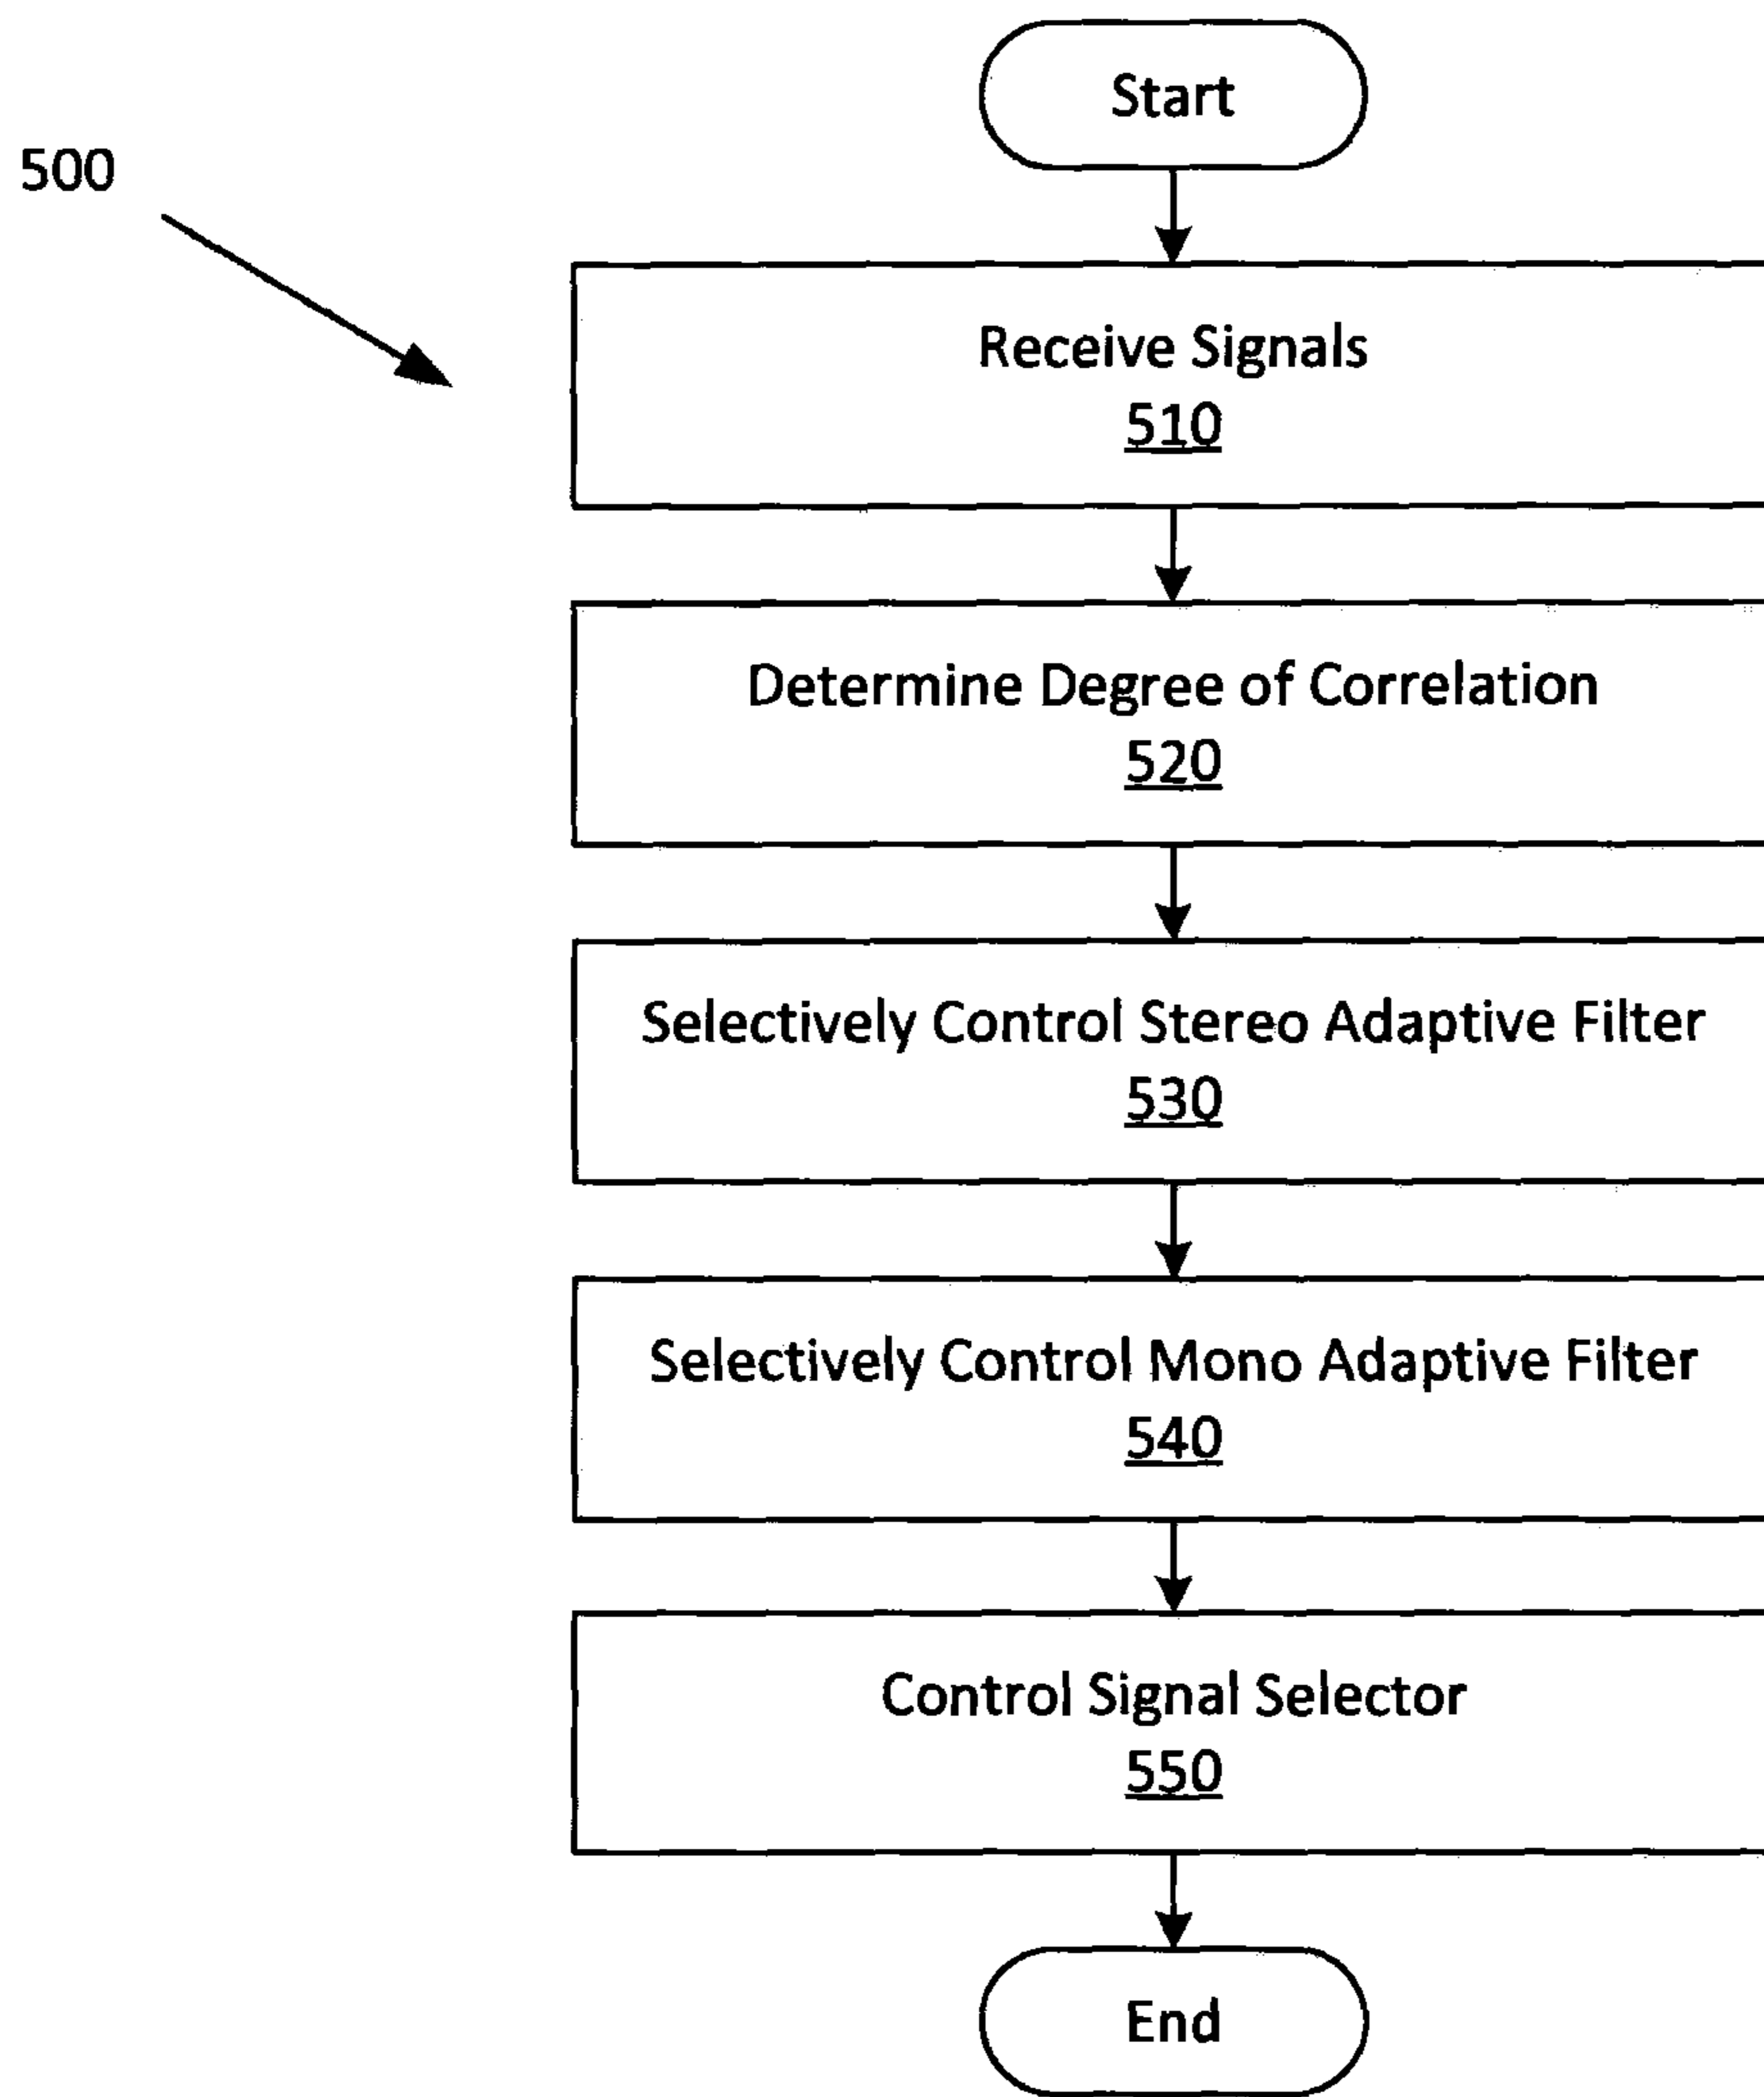 Start
500
Receive Signals
510
Determine Degree of Correlation
520
Selectively Control Stereo Adaptive Filter
530
Selectively Control Mono Adaptive Filter
540
Control Signal Selector
550
End